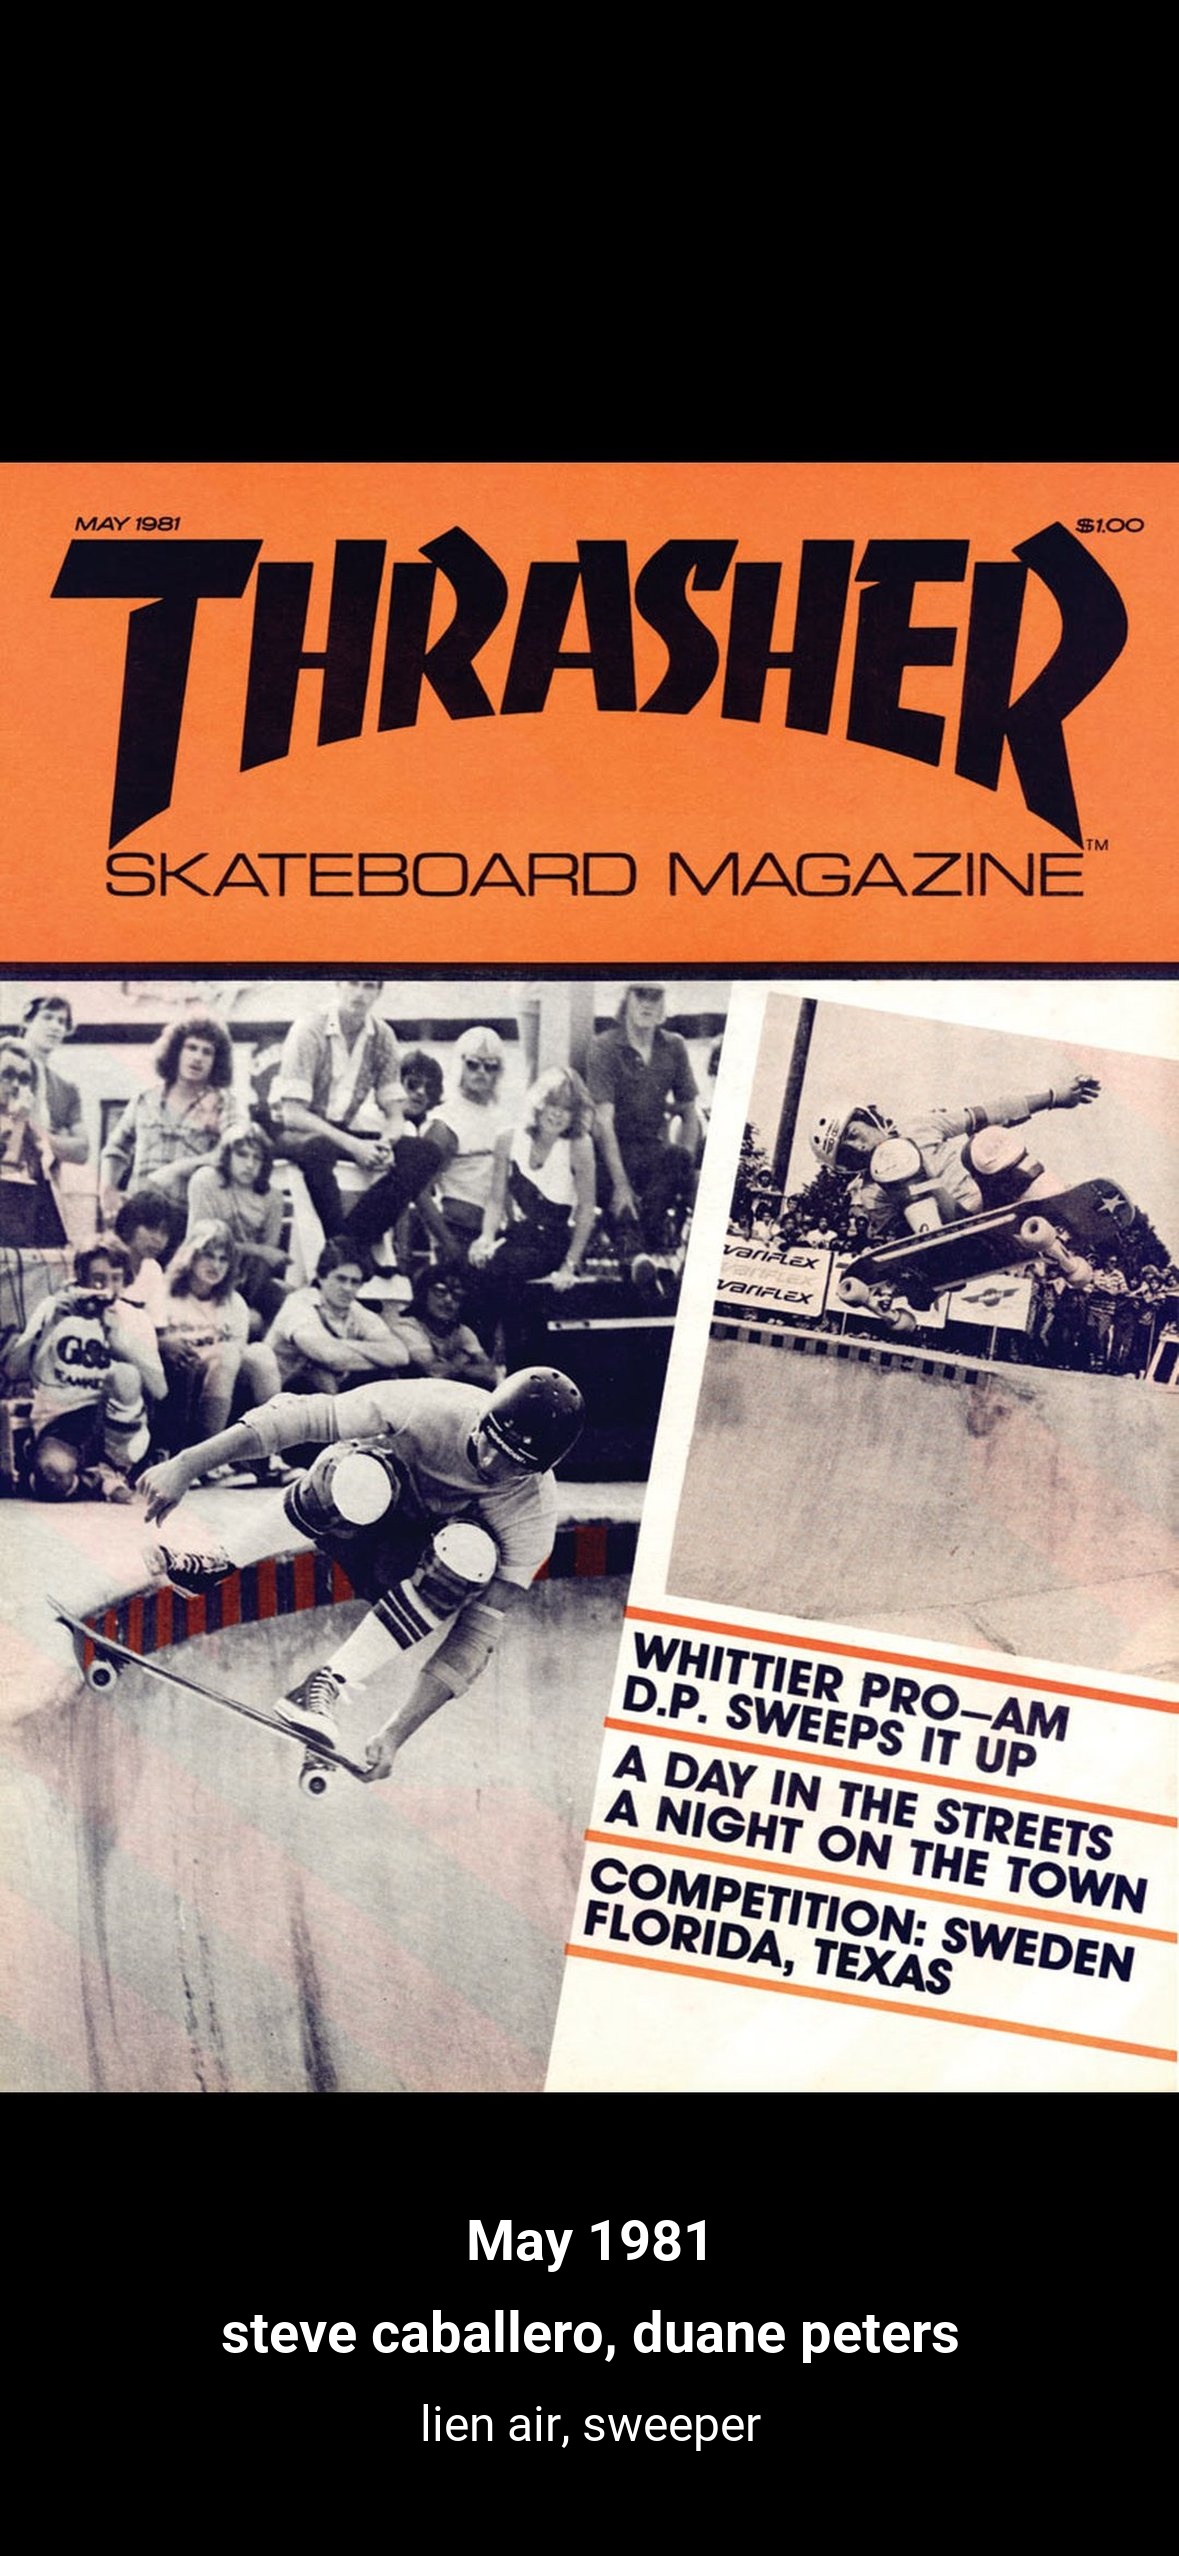 MAY 1981
$1.00
THRASHER
TM
SKATEBOARD MAGAZINE
VARIFLEX
VARIFLEX
VARIFLEX
WHITTIER PRO-AM
D.P. SWEEPS IT UP
A DAY IN THE STREETS
A NIGHT ON THE TOWN
COMPETITION: SWEDEN
FLORIDA, TEXAS
May 1981
steve caballero, duane peters
lien air, sweeper